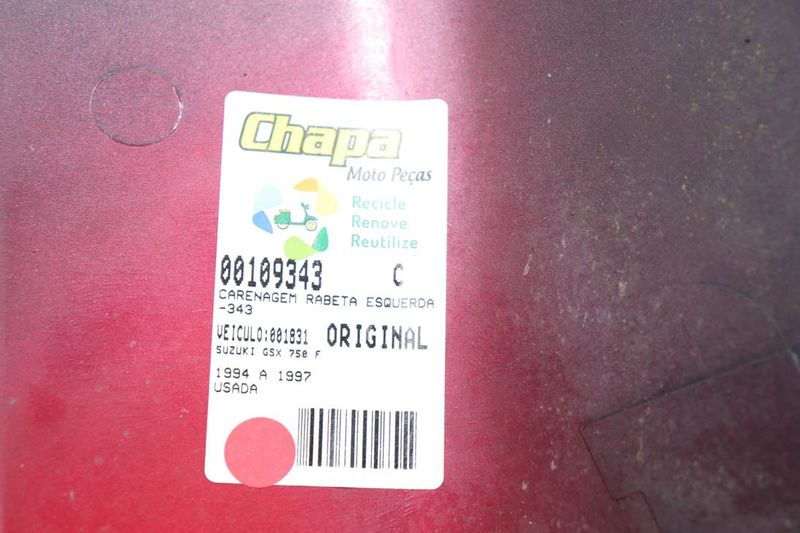 Chapa
Moto Peças
Recicle
Renove
Reutilize
00109343 C
CARENAGEM RABETA ESQUERDA
-343
VEICULO:001831 ORIGINAL
SUZUKI GSX 750 F
1994 A 1997
USADA